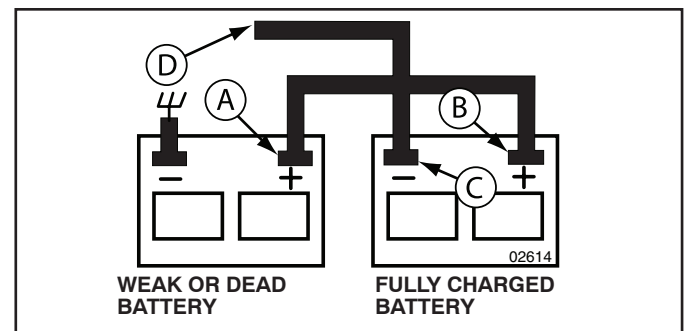 D
A
B
C
− + − +
02614
WEAK OR DEAD
BATTERY
FULLY CHARGED
BATTERY